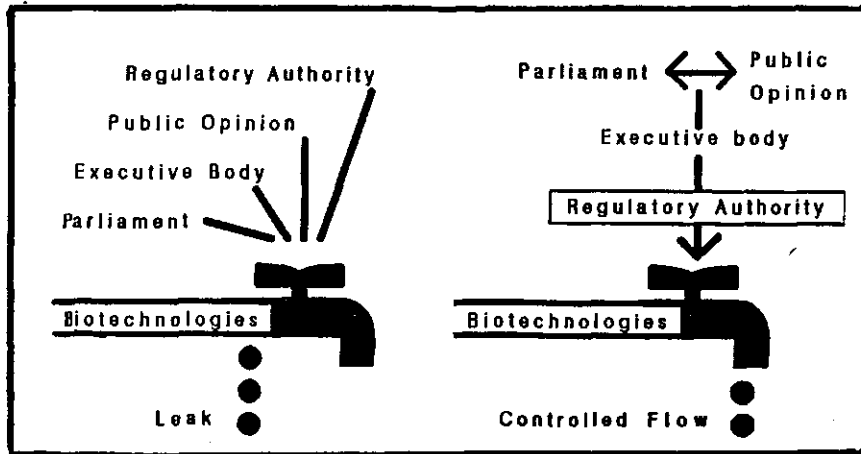 Regulatory Authority
Public Opinion
Executive Body
Parliament
Biotechnologies
Leak
Parliament
Public
Opinion
Executive body
Regulatory Authority
Biotechnologies
Controlled Flow